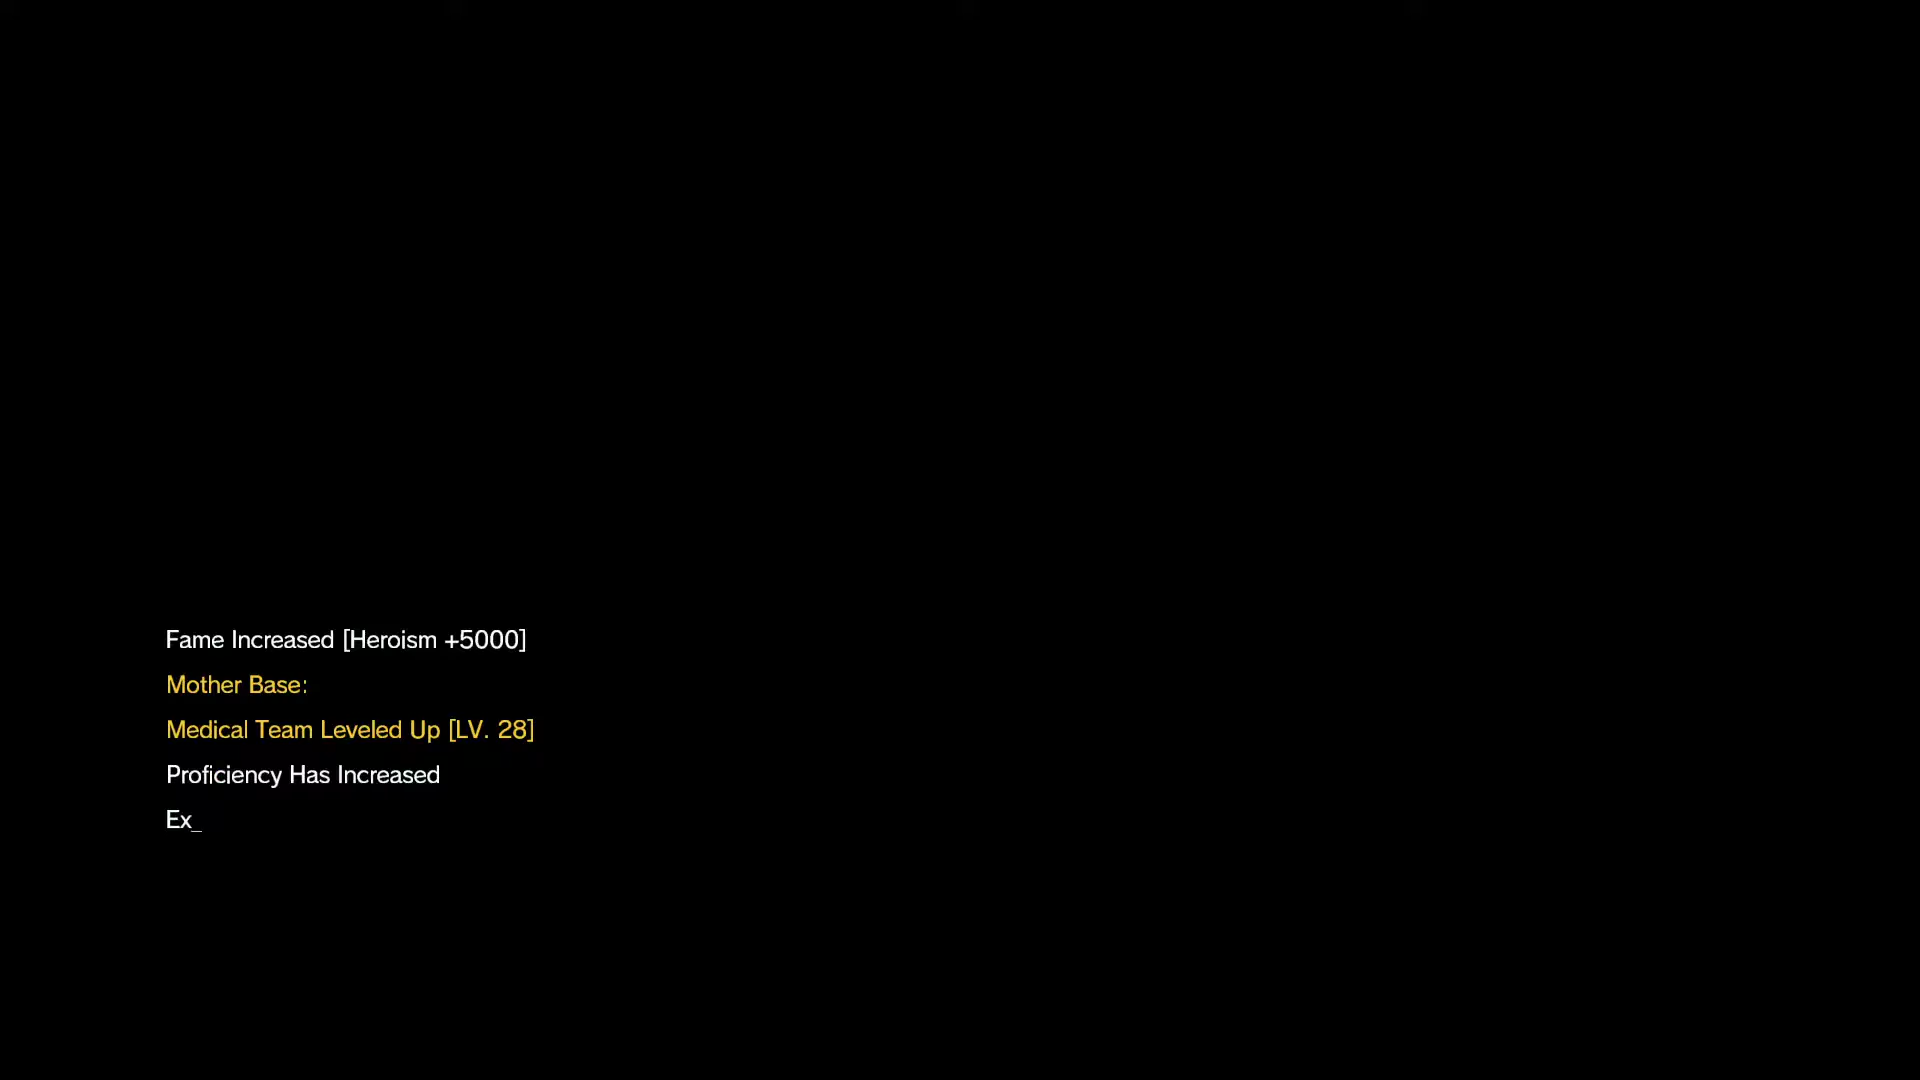 Fame Increased [Heroism +5000]
Mother Base:
Medical Team Leveled Up [LV. 28]
Proficiency Has Increased
Ex_